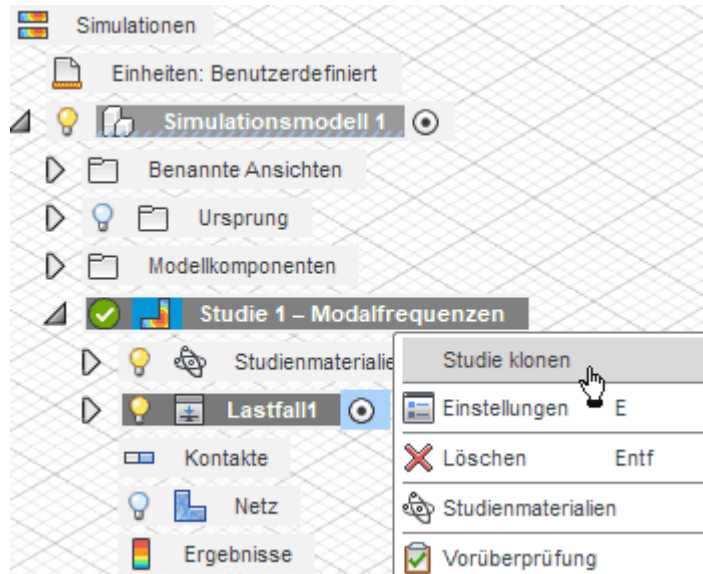 Simulationen
Einheiten: Benutzerdefiniert
Simulationsmodell 1
Benannte Ansichten
Ursprung
Modellkomponenten
Studie 1 – Modalfrequenzen
Studienmaterialie
Lastfall1
Kontakte
Netz
Ergebnisse
Studie klonen
Einstellungen E
Löschen Entf
Studienmaterialien
Vorüberprüfung